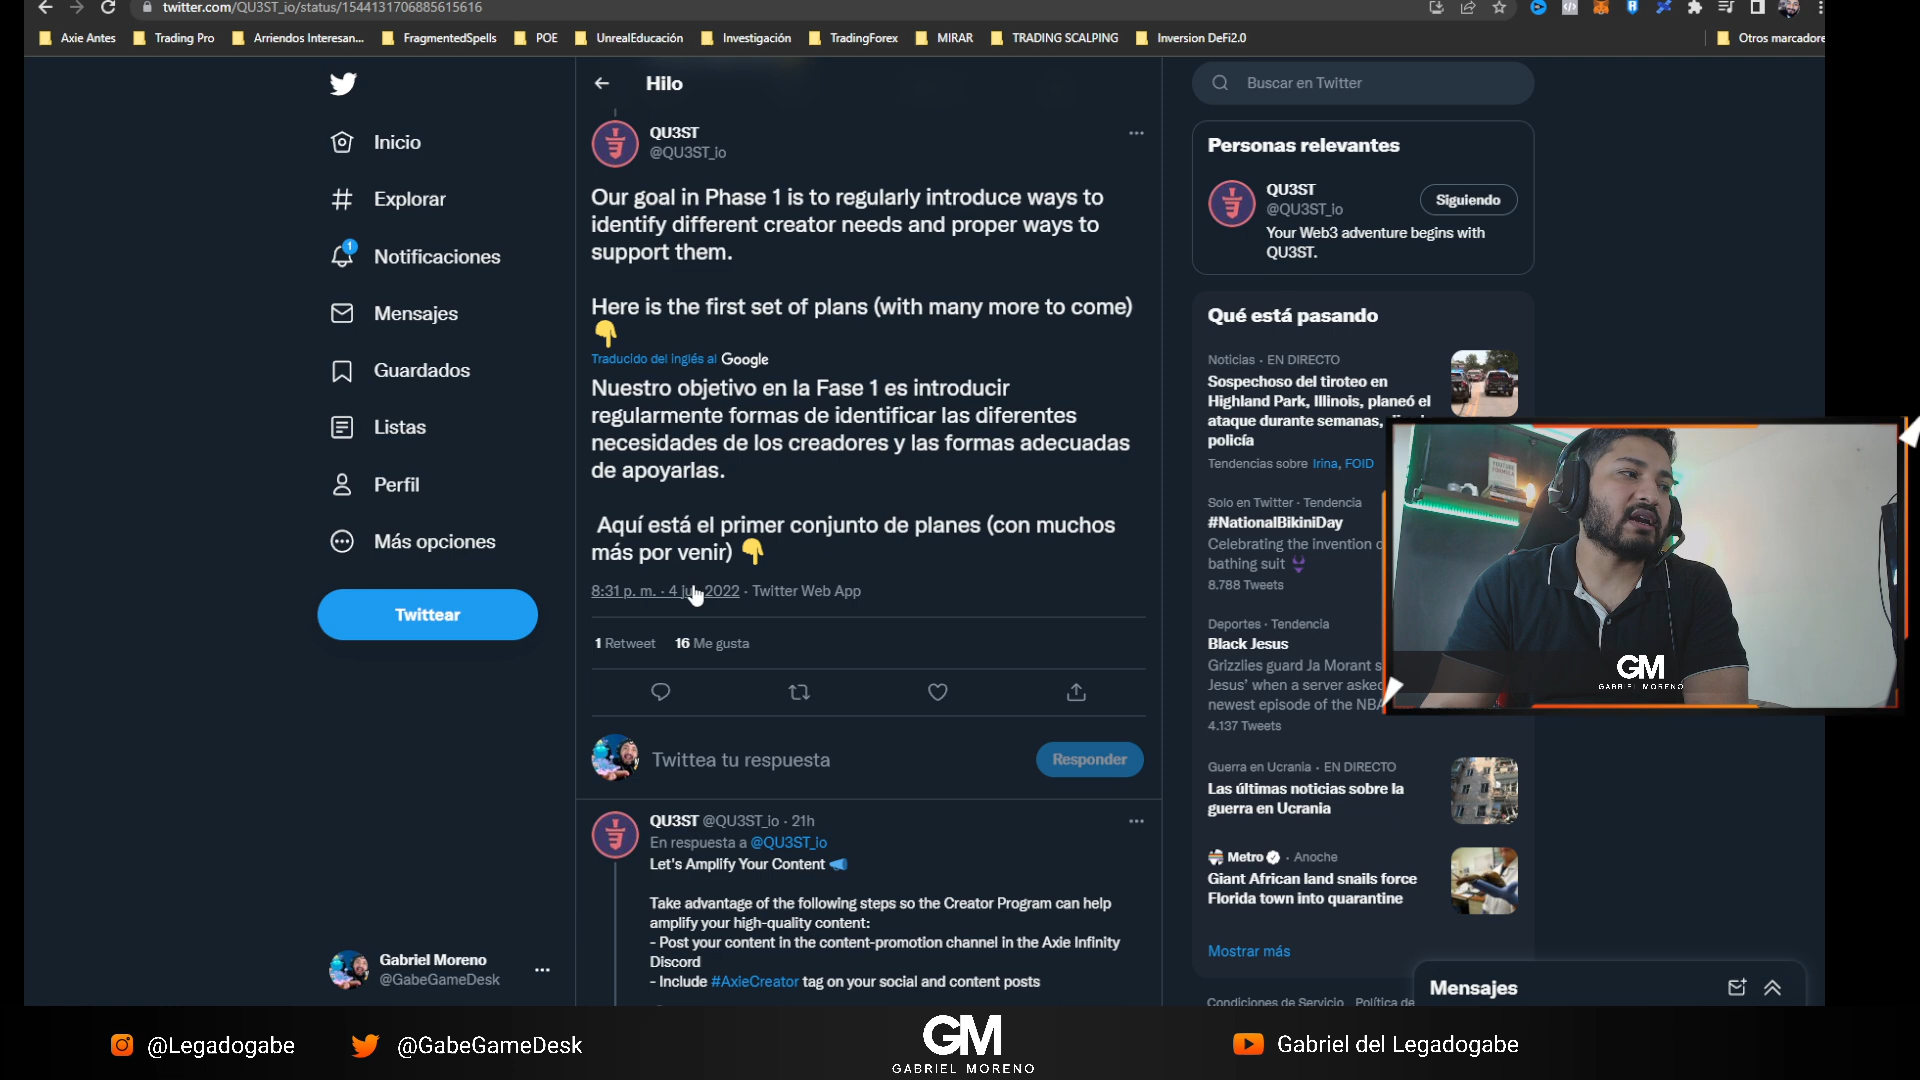 twitter.com/QU3ST_io/status/1544131706885615616
Axie Antes
Trading Pro
Arriendos Interesan...
FragmentedSpells
POE
UnrealEducación
Investigación
TradingForex
MIRAR
TRADING SCALPING
Inversion DeFi2.0
Otros marcadore
Inicio
Explorar
1
Notificaciones
Mensajes
Guardados
Listas
Perfil
Más opciones
Twittear
Gabriel Moreno
@GabeGameDesk
Hilo
QU3ST
@QU3ST_io
Our goal in Phase 1 is to regularly introduce ways to
identify different creator needs and proper ways to
support them.
Here is the first set of plans (with many more to come)
👇
Traducido del inglés al Google
Nuestro objetivo en la Fase 1 es introducir
regularmente formas de identificar las diferentes
necesidades de los creadores y las formas adecuadas
de apoyarlas.
Aquí está el primer conjunto de planes (con muchos
más por venir) 👇
8:31 p. m. · 4 ju 2022 · Twitter Web App
1 Retweet 16 Me gusta
Twittea tu respuesta
Responder
QU3ST @QU3ST_io · 21h
En respuesta a @QU3ST_io
Let's Amplify Your Content 📣
Take advantage of the following steps so the Creator Program can help
amplify your high-quality content:
- Post your content in the content-promotion channel in the Axie Infinity
Discord
- Include #AxieCreator tag on your social and content posts
Buscar en Twitter
Personas relevantes
QU3ST
@QU3ST_io
Siguiendo
Your Web3 adventure begins with
QU3ST.
Qué está pasando
Noticias · EN DIRECTO
Sospechoso del tiroteo en
Highland Park, Illinois, planeó el
ataque durante semanas,
policía
Tendencias sobre Irina, FOID
Solo en Twitter · Tendencia
#NationalBikiniDay
Celebrating the invention
bathing suit 👙
8.788 Tweets
Deportes · Tendencia
Black Jesus
Grizzlies guard Ja Morant s
Jesus' when a server asked
newest episode of the NBA
4.137 Tweets
Guerra en Ucrania · EN DIRECTO
Las últimas noticias sobre la
guerra en Ucrania
Metro · Anoche
Giant African land snails force
Florida town into quarantine
Mostrar más
Condiciones de Servicio Política de
Mensajes
YOUTUBE
FORMULA
GM
GABRIEL MORENO
@Legadogabe
@GabeGameDesk
GM
GABRIEL MORENO
Gabriel del Legadogabe